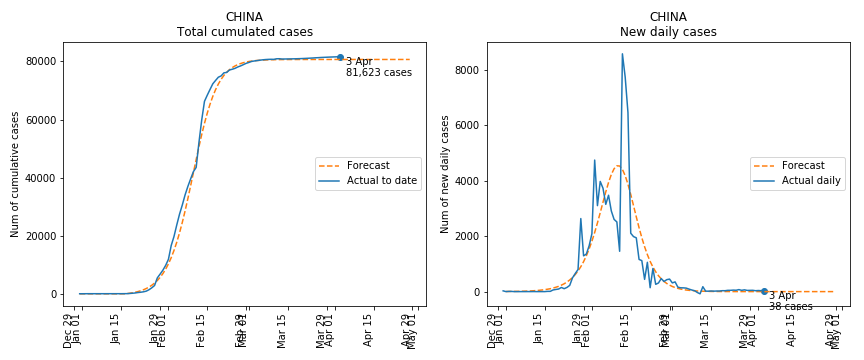 CHINA
Total cumulated cases
Num of cumulative cases
80000
60000
40000
20000
0
3 Apr
81,623 cases
Forecast
Actual to date
Dec 29
Jan 01
Jan 15
Jan 29
Feb 01
Feb 15
Feb 29
Mar 01
Mar 15
Mar 29
Apr 01
Apr 15
Apr 29
May 01
CHINA
New daily cases
Num of new daily cases
8000
6000
4000
2000
0
3 Apr
38 cases
Forecast
Actual daily
Dec 29
Jan 01
Jan 15
Jan 29
Feb 01
Feb 15
Mar 01
Mar 15
Mar 29
Apr 01
Apr 15
Apr 29
May 01